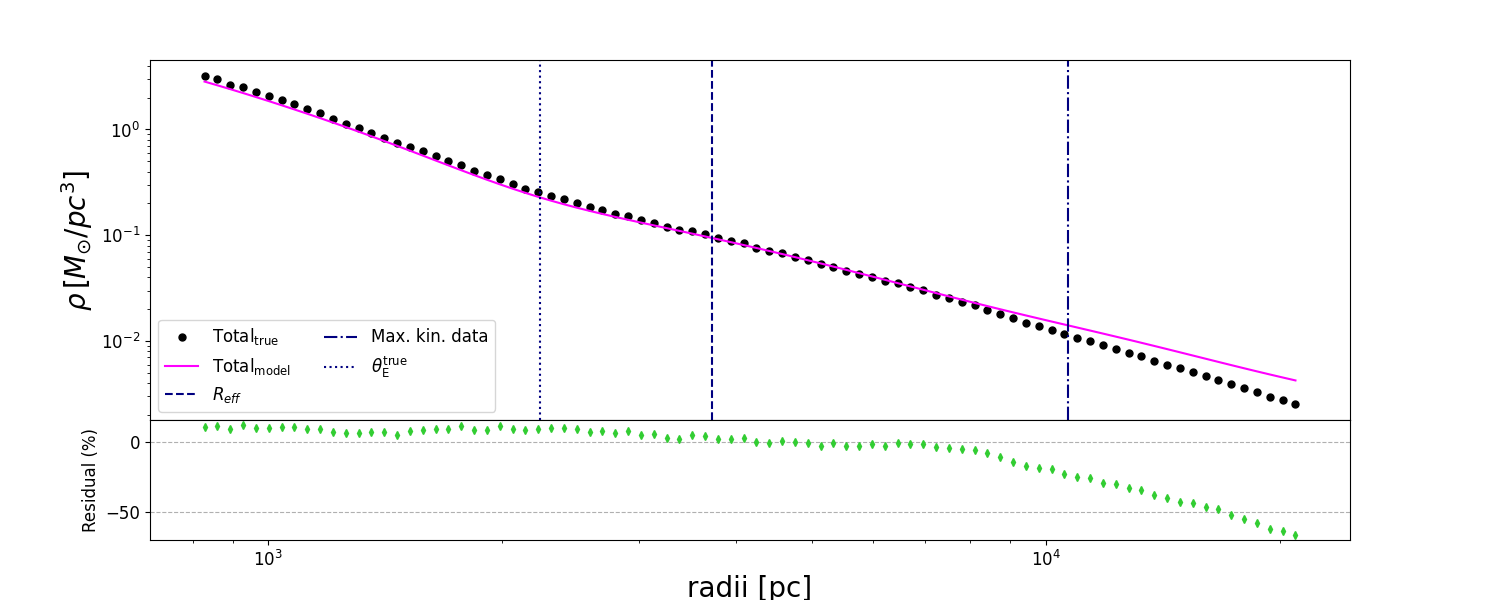 10⁰
10⁻¹
10⁻²
ρ [M⊙/pc³]
Total_true
Total_model
R_eff
Max. kin. data
θ_E^true
0
−50
Residual (%)
10³
10⁴
radii [pc]